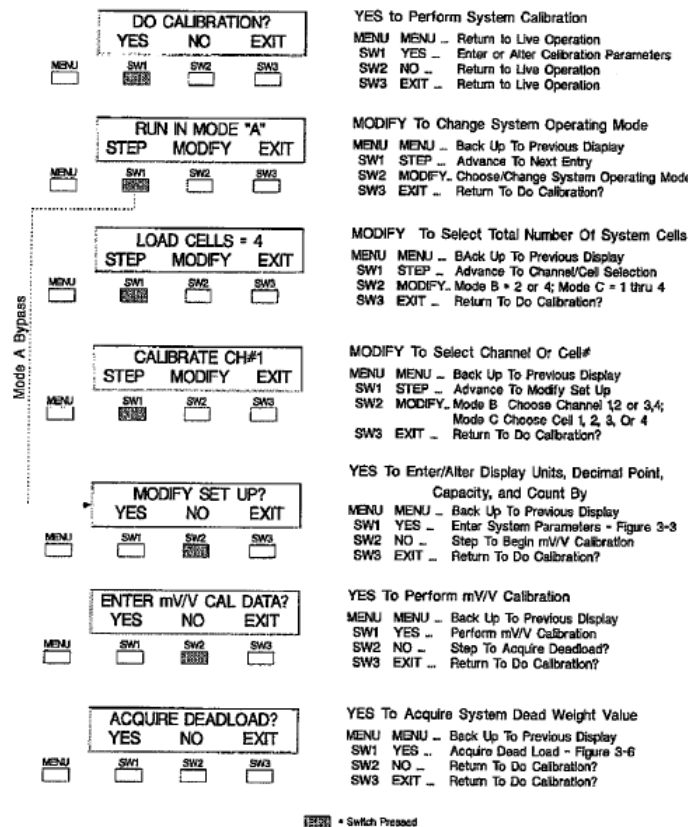 DO CALIBRATION?
YES NO EXIT
MENU SW1 SW2 SW3
YES to Perform System Calibration
MENU MENU ... Return to Live Operation
SW1 YES ... Enter or Alter Calibration Parameters
SW2 NO ... Return to Live Operation
SW3 EXIT ... Return to Live Operation
RUN IN MODE "A"
STEP MODIFY EXIT
MENU SW1 SW2 SW3
MODIFY To Change System Operating Mode
MENU MENU ... Back Up To Previous Display
SW1 STEP ... Advance To Next Entry
SW2 MODIFY... Choose/Change System Operating Mode
SW3 EXIT ... Return To Do Calibration?
Mode A Bypass
LOAD CELLS = 4
STEP MODIFY EXIT
MENU SW1 SW2 SW3
MODIFY To Select Total Number Of System Cells
MENU MENU ... BAck Up To Previous Display
SW1 STEP ... Advance To Channel/Cell Selection
SW2 MODIFY... Mode B = 2 or 4; Mode C = 1 thru 4
SW3 EXIT ... Return To Do Calibration?
CALIBRATE CH#1
STEP MODIFY EXIT
MENU SW1 SW2 SW3
MODIFY To Select Channel Or Cell#
MENU MENU ... Back Up To Previous Display
SW1 STEP ... Advance To Modify Set Up
SW2 MODIFY... Mode B Choose Channel 1,2 or 3,4;
Mode C Choose Cell 1, 2, 3, Or 4
SW3 EXIT ... Return To Do Calibration?
MODIFY SET UP?
YES NO EXIT
MENU SW1 SW2 SW3
YES To Enter/Alter Display Units, Decimal Point,
Capacity, and Count By
MENU MENU ... Back Up To Previous Display
SW1 YES ... Enter System Parameters - Figure 3-3
SW2 NO ... Step To Begin mV/V Calibration
SW3 EXIT ... Return To Do Calibration?
ENTER mV/V CAL DATA?
YES NO EXIT
MENU SW1 SW2 SW3
YES To Perform mV/V Calibration
MENU MENU ... Back Up To Previous Display
SW1 YES ... Perform mV/V Calibration
SW2 NO ... Step To Acquire Deadload?
SW3 EXIT ... Return To Do Calibration?
ACQUIRE DEADLOAD?
YES NO EXIT
MENU SW1 SW2 SW3
YES To Acquire System Dead Weight Value
MENU MENU ... Back Up To Previous Display
SW1 YES ... Acquire Dead Load - Figure 3-6
SW2 NO ... Return To Do Calibration?
SW3 EXIT ... Return To Do Calibration?
= Switch Pressed